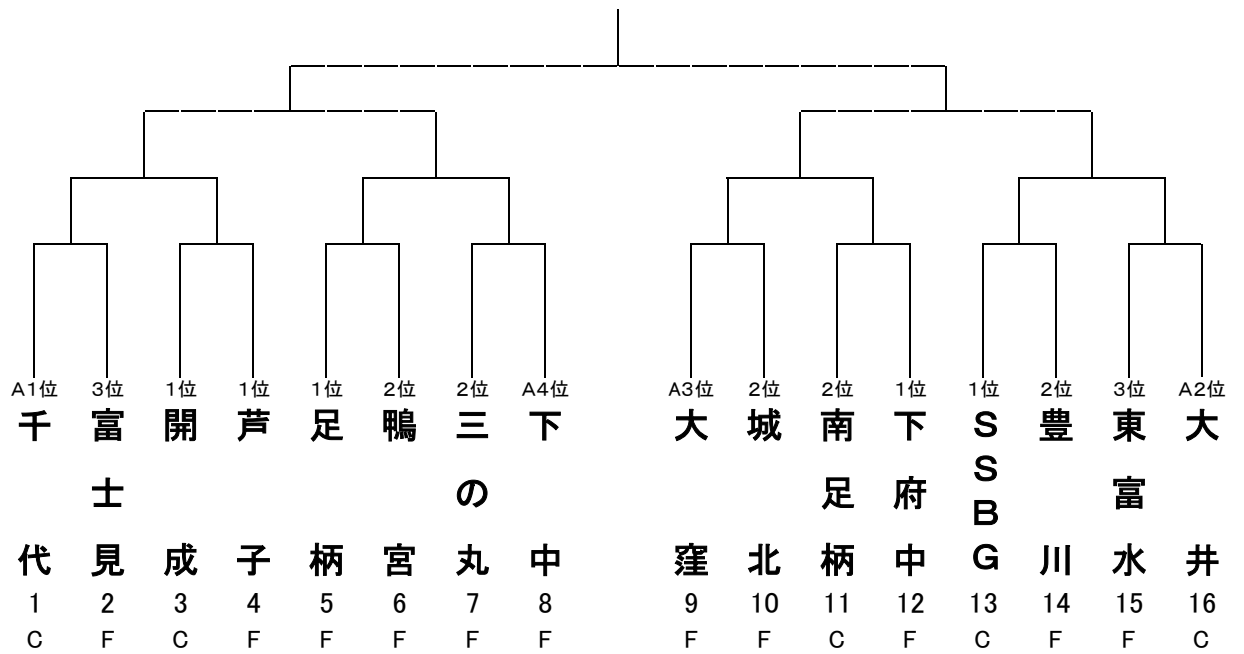 A1位 3位 1位 1位 1位 2位 2位 A4位 A3位 2位 2位 1位 1位 2位 3位 A2位
千代
富士見
開成
芦子
足柄
鴨宮
三の丸
下中
大窪
城北
南足柄
下府中
SSBG
豊川
東富水
大井
1 2 3 4 5 6 7 8 9 10 11 12 13 14 15 16
C F C F F F F F F F C F C F F C